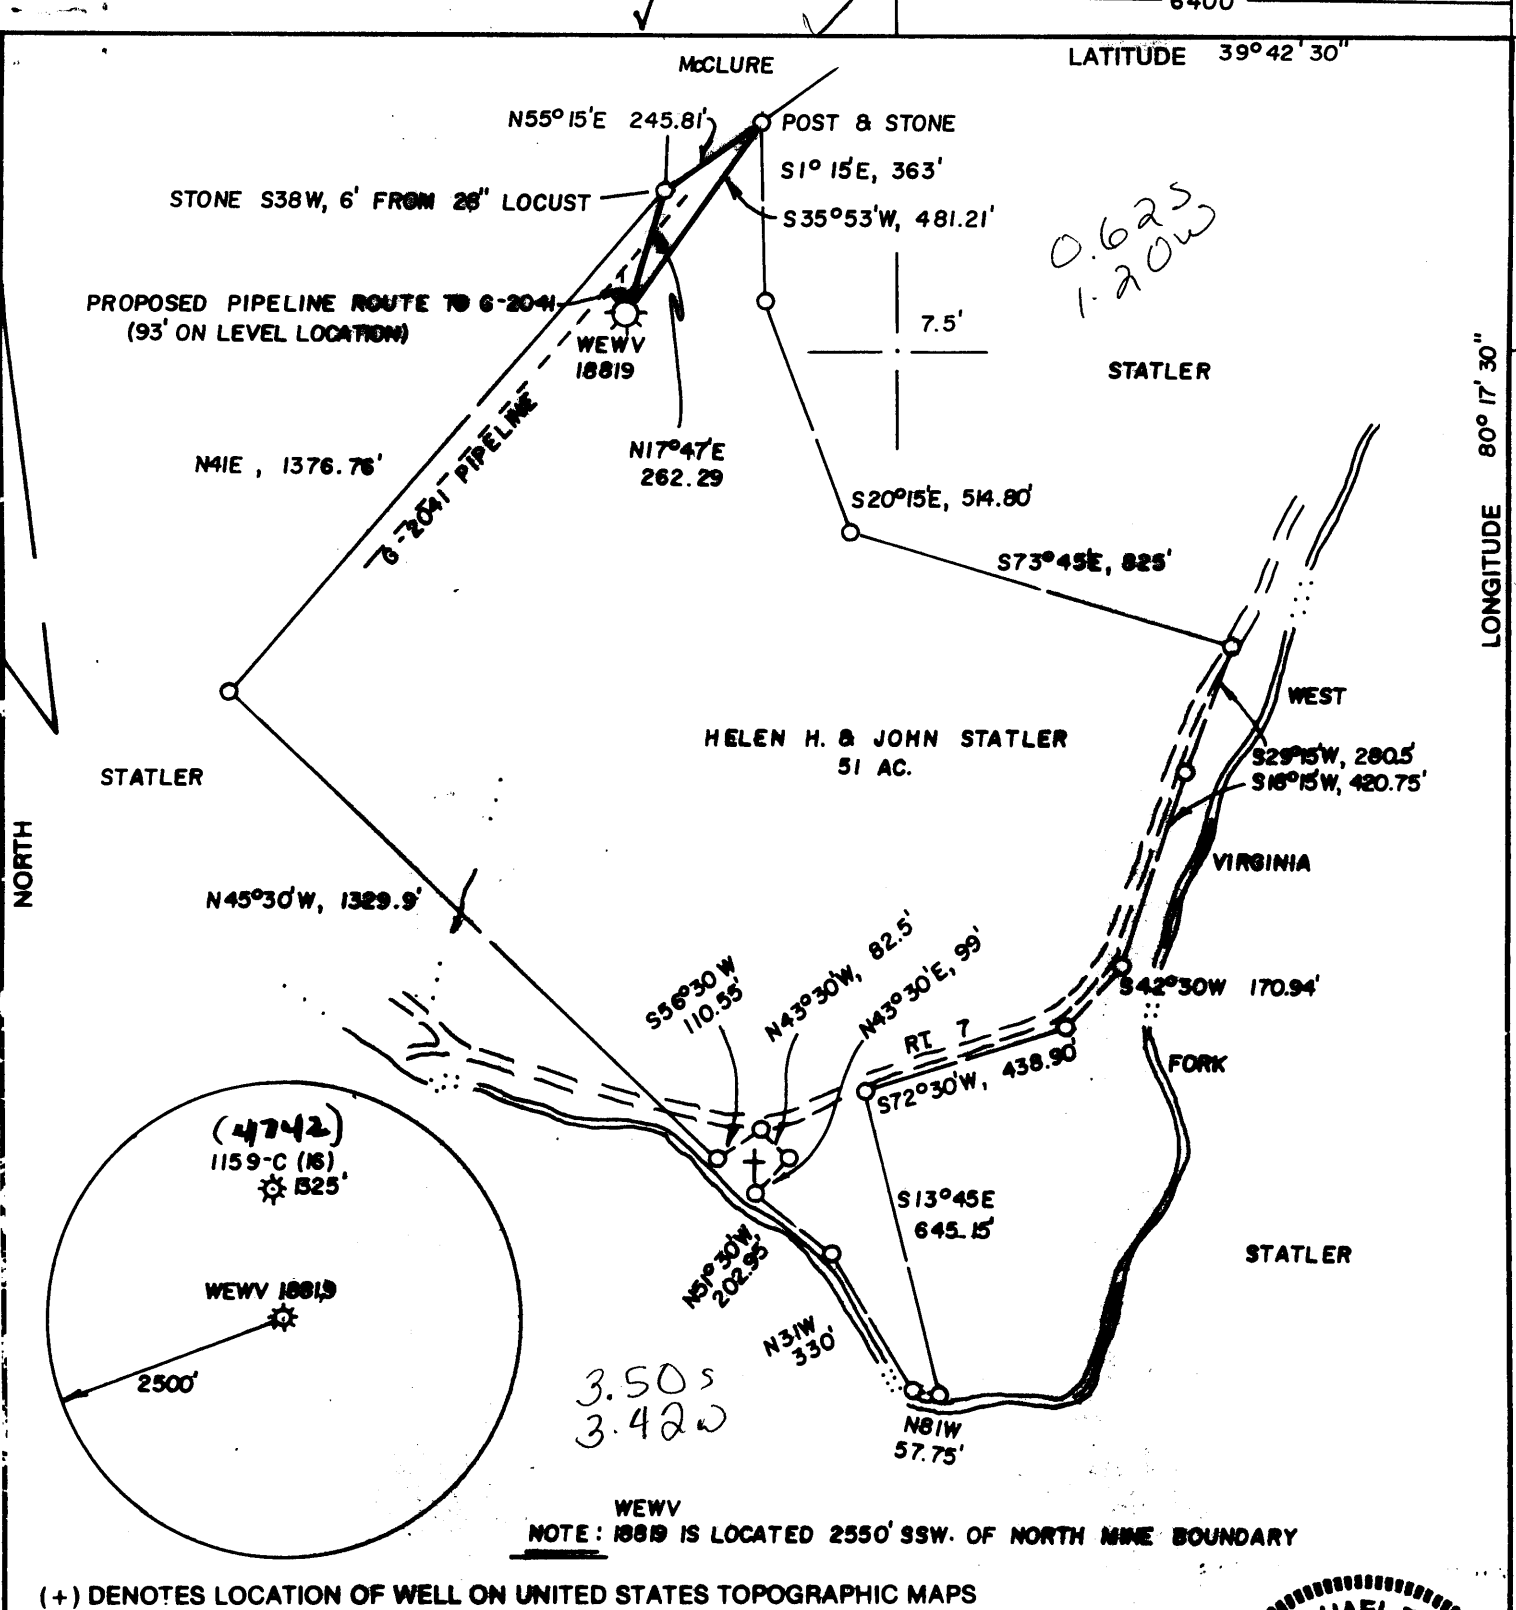 6400
LATITUDE 39°42'30"
McCLURE
N55°15'E 245.81'
POST & STONE
S1°15'E, 363'
STONE S38W, 6' FROM 28" LOCUST
S35°53'W, 481.21'
0.62s
1.20w
PROPOSED PIPELINE ROUTE TO G-2041
(93' ON LEVEL LOCATION)
7.5'
WEWV
18819
STATLER
LONGITUDE 80°17'30"
N41E, 1376.76'
G-2041 PIPELINE
N17°47'E
262.29
S20°15'E, 514.80'
S73°45'E, 825'
WEST
HELEN H. & JOHN STATLER
51 AC.
S29°15'W, 280.5'
S18°15'W, 420.75'
STATLER
NORTH
VIRGINIA
N45°30'W, 1329.9'
S56°30 W
110.55'
N43°30'W, 82.5'
N43°30'E, 99'
S42°30W 170.94'
RT. 7
S72°30'W, 438.90'
FORK
(4742)
1159-C (16)
1325'
S13°45E
645.15'
STATLER
N51°30'W,
202.95'
WEWV 18819
N31W
330'
2500'
3.50s
3.42w
N81W
57.75'
WEWV
NOTE: 18819 IS LOCATED 2550' SSW. OF NORTH MINE BOUNDARY
(+) DENOTES LOCATION OF WELL ON UNITED STATES TOPOGRAPHIC MAPS